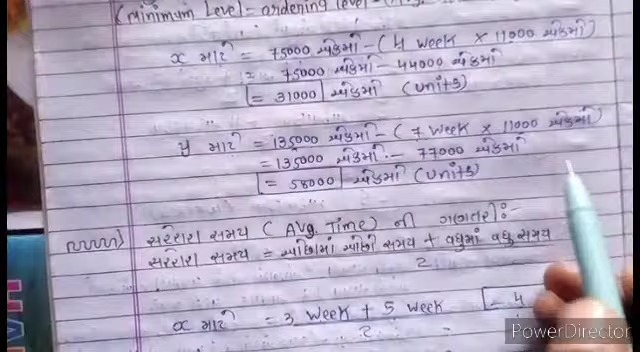 (Minimum Level = ordering level -
x માટે = 75000 એકમો - (4 week × 11000 એકમો)
= 75000 એકમો - 44000 એકમો
= 31000 એકમો (units)
y માટે = 135000 એકમો - (7 week × 11000 એકમો)
= 135000 એકમો - 77000 એકમો
= 58000 એકમો (units)
સરેરાશ સમય (Avg. Time) ની ગણતરી:
સરેરાશ સમય = ઓછામાં ઓછો સમય + વધુમાં વધુ સમય
2
x માટે = 3 week + 5 week = 4
2
PowerDirector